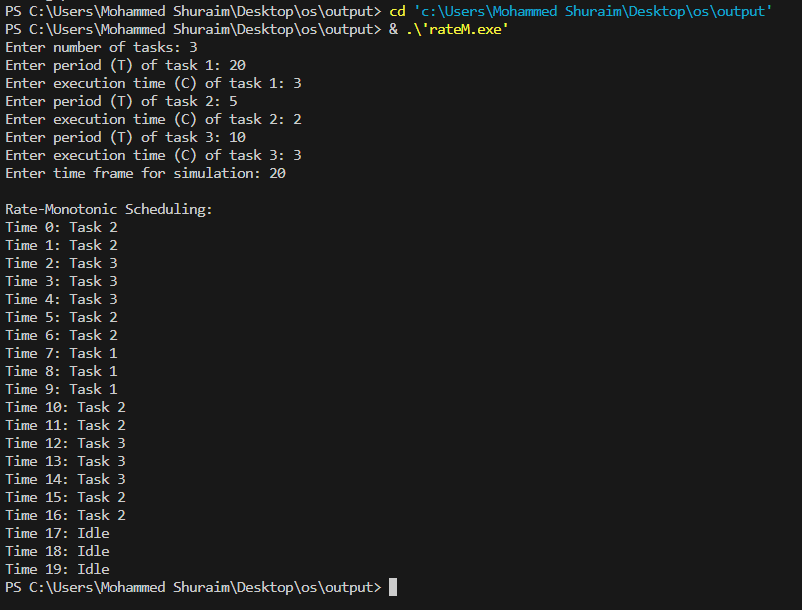 PS C:\Users\Mohammed Shuraim\Desktop\os\output> cd 'c:\Users\Mohammed Shuraim\Desktop\os\output'
PS C:\Users\Mohammed Shuraim\Desktop\os\output> & .\'rateM.exe'
Enter number of tasks: 3
Enter period (T) of task 1: 20
Enter execution time (C) of task 1: 3
Enter period (T) of task 2: 5
Enter execution time (C) of task 2: 2
Enter period (T) of task 3: 10
Enter execution time (C) of task 3: 3
Enter time frame for simulation: 20

Rate-Monotonic Scheduling:
Time 0: Task 2
Time 1: Task 2
Time 2: Task 3
Time 3: Task 3
Time 4: Task 3
Time 5: Task 2
Time 6: Task 2
Time 7: Task 1
Time 8: Task 1
Time 9: Task 1
Time 10: Task 2
Time 11: Task 2
Time 12: Task 3
Time 13: Task 3
Time 14: Task 3
Time 15: Task 2
Time 16: Task 2
Time 17: Idle
Time 18: Idle
Time 19: Idle
PS C:\Users\Mohammed Shuraim\Desktop\os\output>